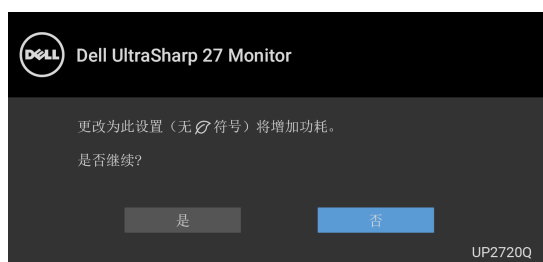 DELL
Dell UltraSharp 27 Monitor
更改为此设置（无 符号）将增加功耗。
是否继续?
是
否
UP2720Q